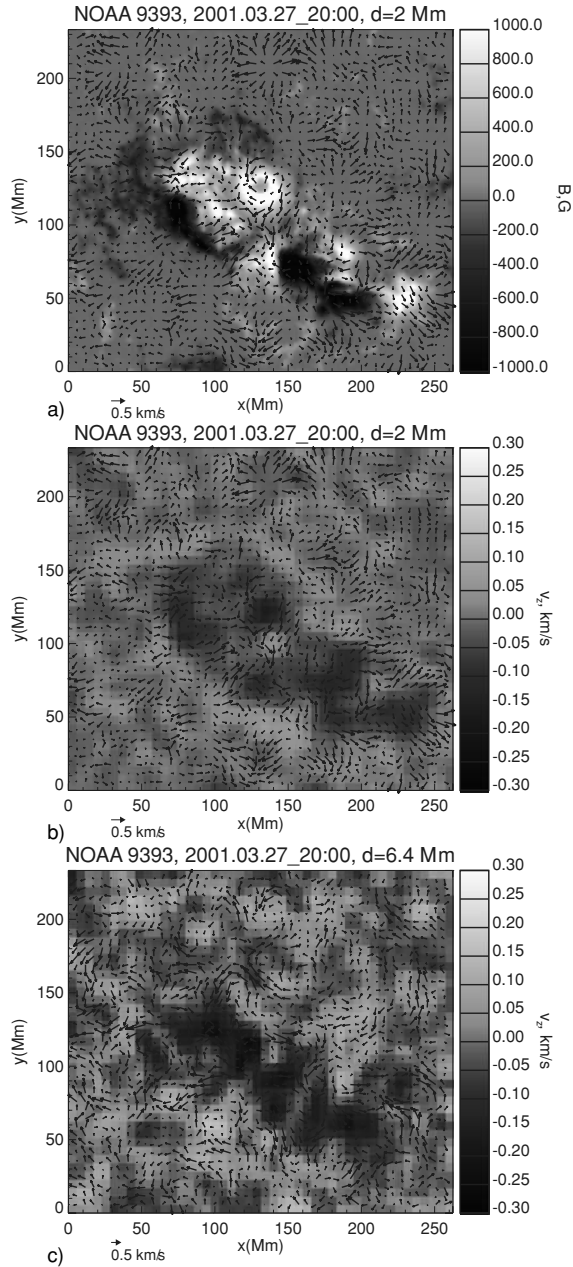 NOAA 9393, 2001.03.27_20:00, d=2 Mm
1000.0
800.0
600.0
400.0
200.0
0.0
-200.0
-400.0
-600.0
-800.0
-1000.0
B,G
200
150
100
50
0
y(Mm)
0 50 100 150 200 250
x(Mm)
0.5 km/s
a)
NOAA 9393, 2001.03.27_20:00, d=2 Mm
0.30
0.25
0.20
0.15
0.10
0.05
0.00
-0.05
-0.10
-0.15
-0.20
-0.25
-0.30
vz, km/s
200
150
100
50
0
y(Mm)
0 50 100 150 200 250
x(Mm)
0.5 km/s
b)
NOAA 9393, 2001.03.27_20:00, d=6.4 Mm
0.30
0.25
0.20
0.15
0.10
0.05
0.00
-0.05
-0.10
-0.15
-0.20
-0.25
-0.30
vz, km/s
200
150
100
50
0
y(Mm)
0 50 100 150 200 250
x(Mm)
0.5 km/s
c)